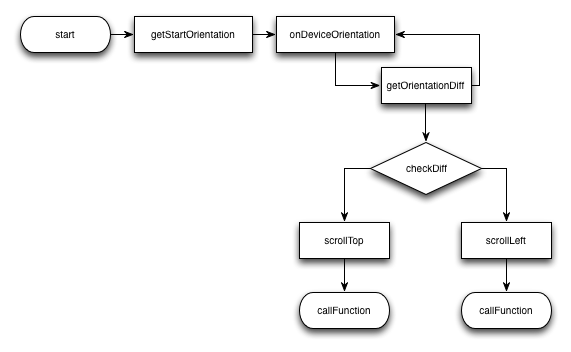 start
getStartOrientation
onDeviceOrientation
getOrientationDiff
checkDiff
scrollTop
scrollLeft
callFunction
callFunction